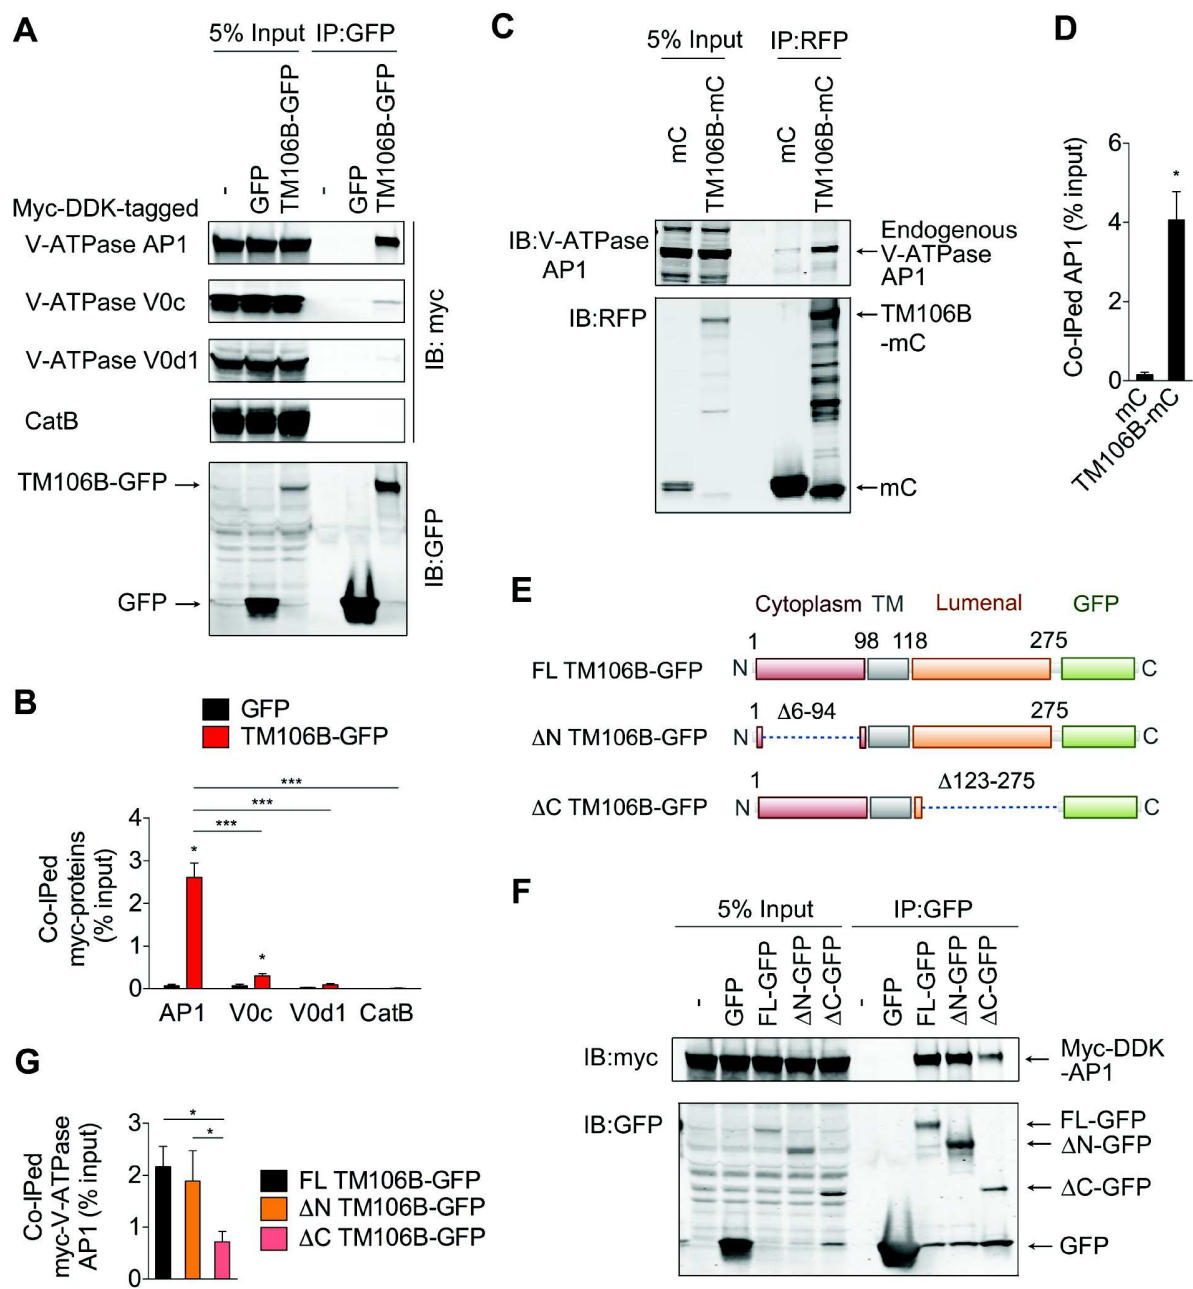 A
5% Input IP:GFP
- GFP TM106B-GFP - GFP TM106B-GFP
Myc-DDK-tagged
V-ATPase AP1
V-ATPase V0c
V-ATPase V0d1
CatB
IB: myc
TM106B-GFP
GFP
IB:GFP
B
GFP
TM106B-GFP
***
***
***
*
*
Co-IPed
myc-proteins
(% input)
4
3
2
1
0
AP1 V0c V0d1 CatB
C
5% Input IP:RFP
mC TM106B-mC mC TM106B-mC
IB:V-ATPase
AP1
Endogenous
V-ATPase
AP1
IB:RFP
TM106B
-mC
mC
D
Co-IPed AP1 (% input)
6
4
2
0
*
mC
TM106B-mC
E
Cytoplasm TM Lumenal GFP
1 98 118 275
FL TM106B-GFP N C
1 Δ6-94 275
ΔN TM106B-GFP N C
1 Δ123-275
ΔC TM106B-GFP N C
F
5% Input IP:GFP
- GFP FL-GFP ΔN-GFP ΔC-GFP - GFP FL-GFP ΔN-GFP ΔC-GFP
IB:myc
Myc-DDK
-AP1
IB:GFP
FL-GFP
ΔN-GFP
ΔC-GFP
GFP
G
Co-IPed
myc-V-ATPase
AP1 (% input)
3
2
1
0
*
*
FL TM106B-GFP
ΔN TM106B-GFP
ΔC TM106B-GFP